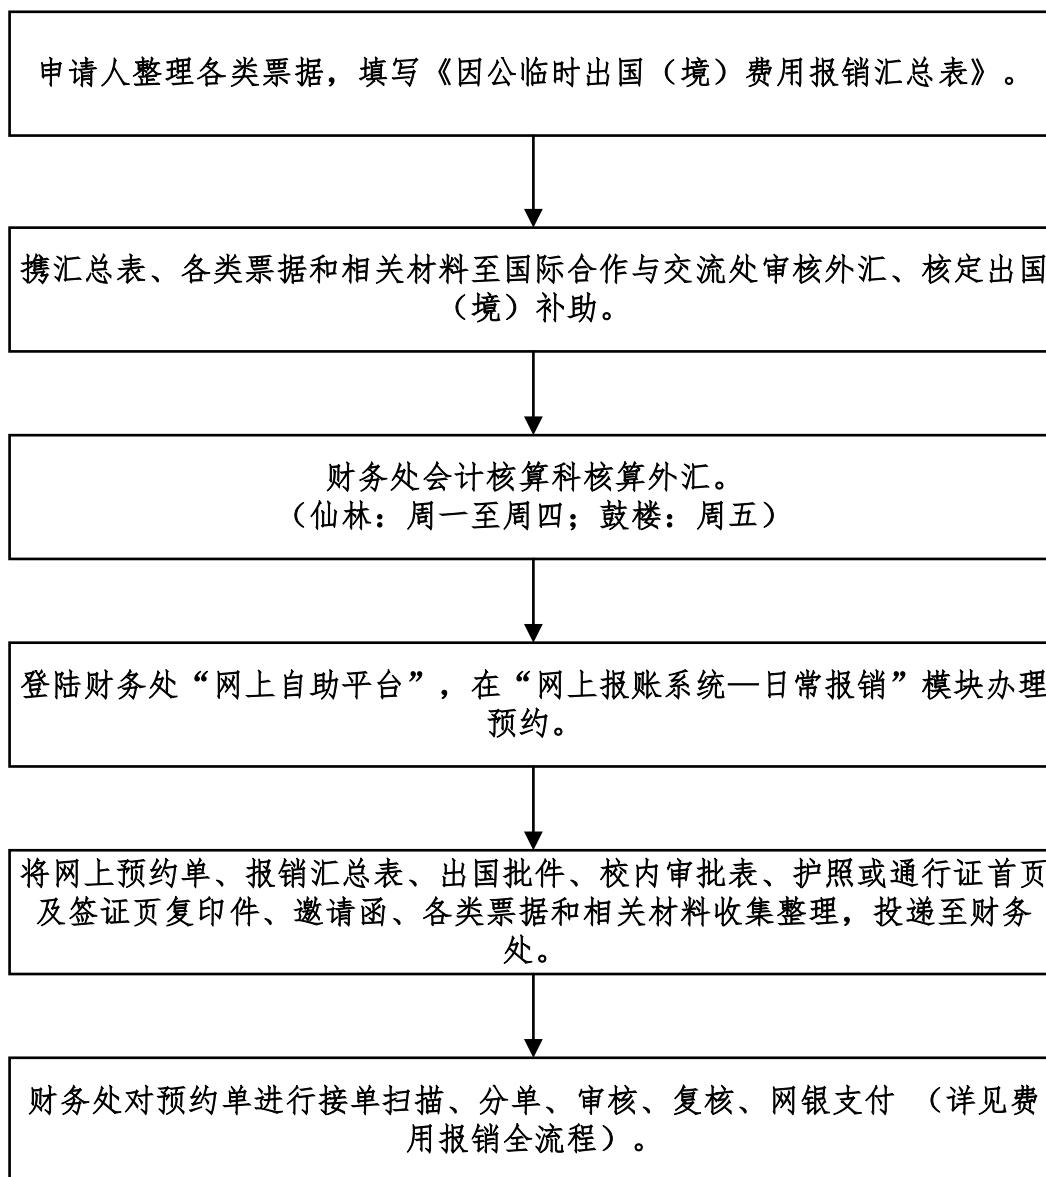 申请人整理各类票据，填写《因公临时出国（境）费用报销汇总表》。
携汇总表、各类票据和相关材料至国际合作与交流处审核外汇、核定出国
（境）补助。
财务处会计核算科核算外汇。
（仙林：周一至周四；鼓楼：周五）
登陆财务处“网上自助平台”，在“网上报账系统—日常报销”模块办理
预约。
将网上预约单、报销汇总表、出国批件、校内审批表、护照或通行证首页
及签证页复印件、邀请函、各类票据和相关材料收集整理，投递至财务
处。
财务处对预约单进行接单扫描、分单、审核、复核、网银支付 （详见费
用报销全流程）。